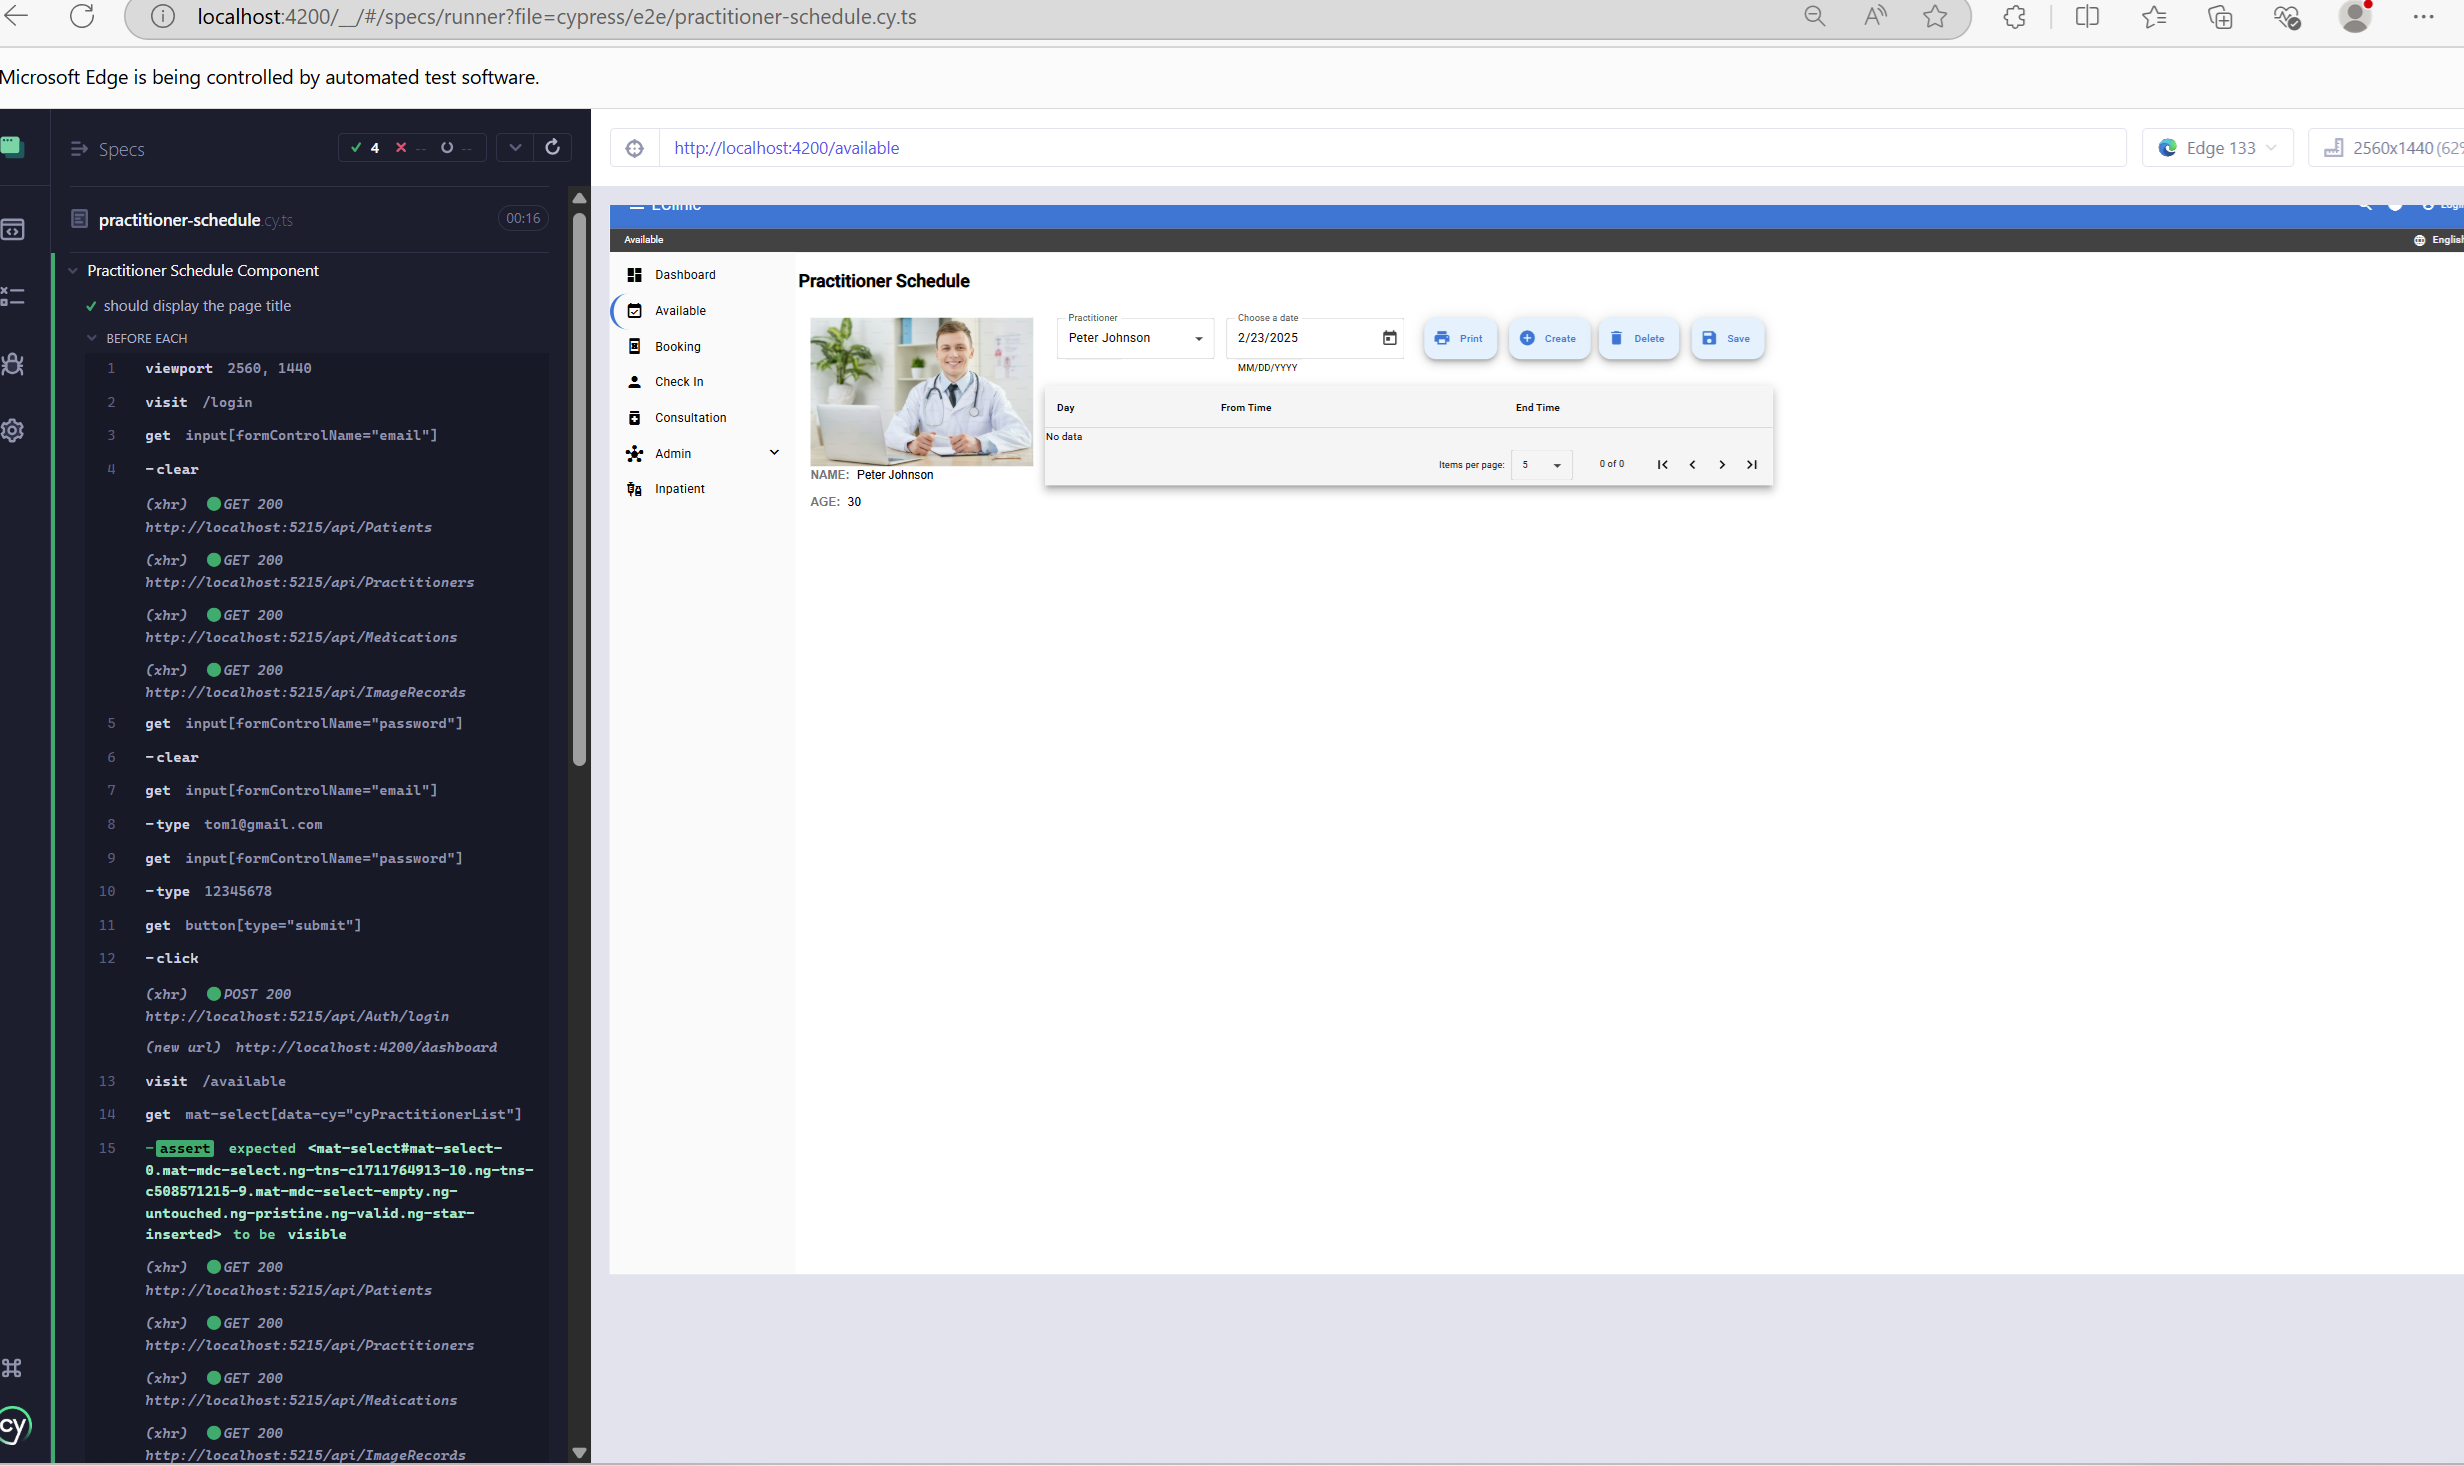 localhost:4200/__/#/specs/runner?file=cypress/e2e/practitioner-schedule.cy.ts
Microsoft Edge is being controlled by automated test software.
Specs
4 -- --
practitioner-schedule.cy.ts 00:16
Practitioner Schedule Component
should display the page title
BEFORE EACH
1 viewport 2560, 1440
2 visit /login
3 get input[formControlName="email"]
4 -clear
(xhr) GET 200
http://localhost:5215/api/Patients
(xhr) GET 200
http://localhost:5215/api/Practitioners
(xhr) GET 200
http://localhost:5215/api/Medications
(xhr) GET 200
http://localhost:5215/api/ImageRecords
5 get input[formControlName="password"]
6 -clear
7 get input[formControlName="email"]
8 -type tom1@gmail.com
9 get input[formControlName="password"]
10 -type 12345678
11 get button[type="submit"]
12 -click
(xhr) POST 200
http://localhost:5215/api/Auth/login
(new url) http://localhost:4200/dashboard
13 visit /available
14 get mat-select[data-cy="cyPractitionerList"]
15 -assert expected <mat-select#mat-select-
0.mat-mdc-select.ng-tns-c1711764913-10.ng-tns-
c508571215-9.mat-mdc-select-empty.ng-
untouched.ng-pristine.ng-valid.ng-star-
inserted> to be visible
(xhr) GET 200
http://localhost:5215/api/Patients
(xhr) GET 200
http://localhost:5215/api/Practitioners
(xhr) GET 200
http://localhost:5215/api/Medications
(xhr) GET 200
http://localhost:5215/api/ImageRecords
cy
http://localhost:4200/available
Edge 133
2560x1440 (62%
EClinic
Available
English
Dashboard
Available
Booking
Check In
Consultation
Admin
Inpatient
Practitioner Schedule
Practitioner
Peter Johnson
Choose a date
2/23/2025
MM/DD/YYYY
Print
Create
Delete
Save
Day From Time End Time
No data
Items per page: 5 0 of 0
NAME: Peter Johnson
AGE: 30